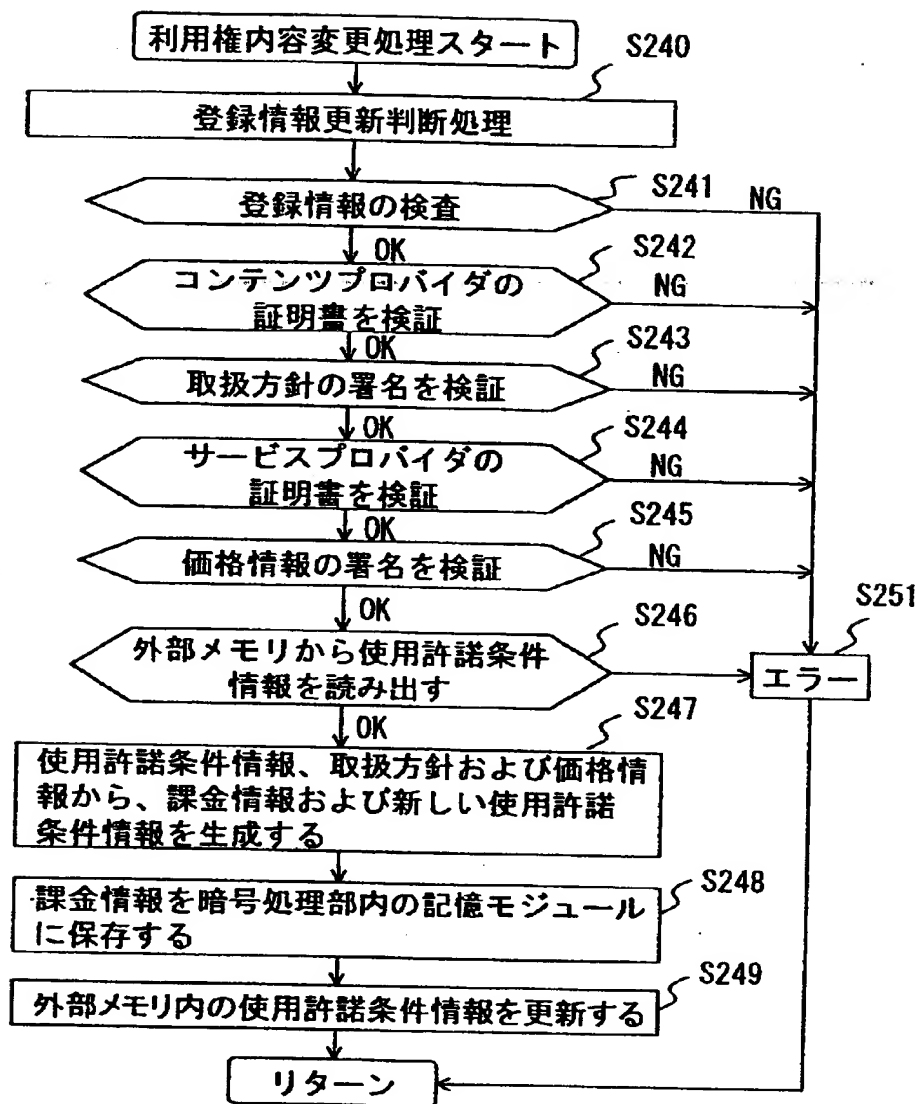 利用権内容変更処理スタート
S240
登録情報更新判断処理
S241
登録情報の検査
NG
OK
S242
コンテンツプロバイダの
証明書を検証
NG
OK
S243
取扱方針の署名を検証
NG
OK
S244
サービスプロバイダの
証明書を検証
NG
OK
S245
価格情報の署名を検証
NG
OK
S246
外部メモリから使用許諾条件
情報を読み出す
S251
エラー
OK
S247
使用許諾条件情報、取扱方針および価格情
報から、課金情報および新しい使用許諾
条件情報を生成する
S248
課金情報を暗号処理部内の記憶モジュール
に保存する
S249
外部メモリ内の使用許諾条件情報を更新する
リターン